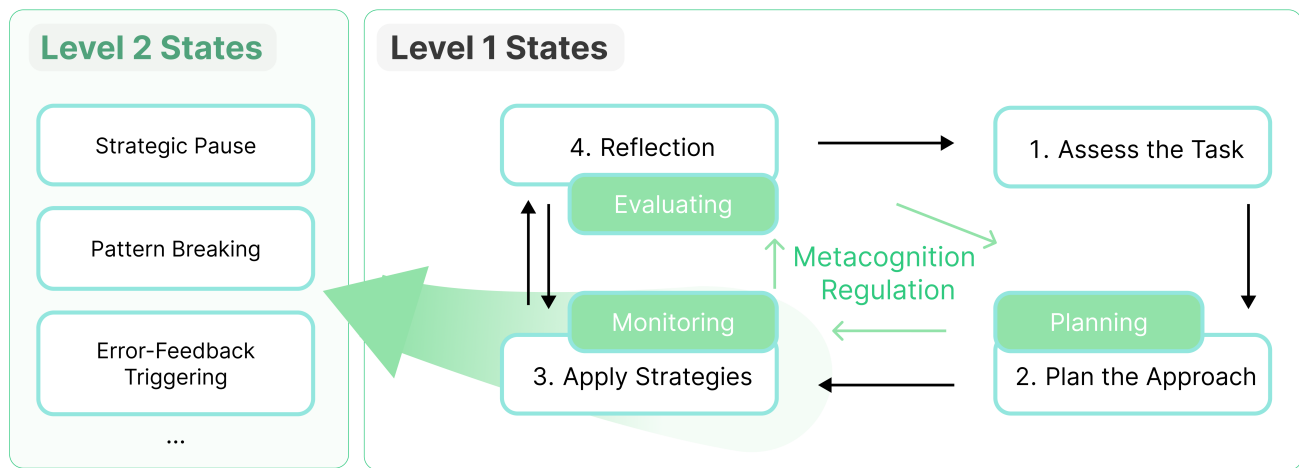 Level 2 States
Strategic Pause
Pattern Breaking
Error-Feedback
Triggering
...
Level 1 States
4. Reflection
Evaluating
1. Assess the Task
Metacognition
Regulation
Monitoring
3. Apply Strategies
Planning
2. Plan the Approach